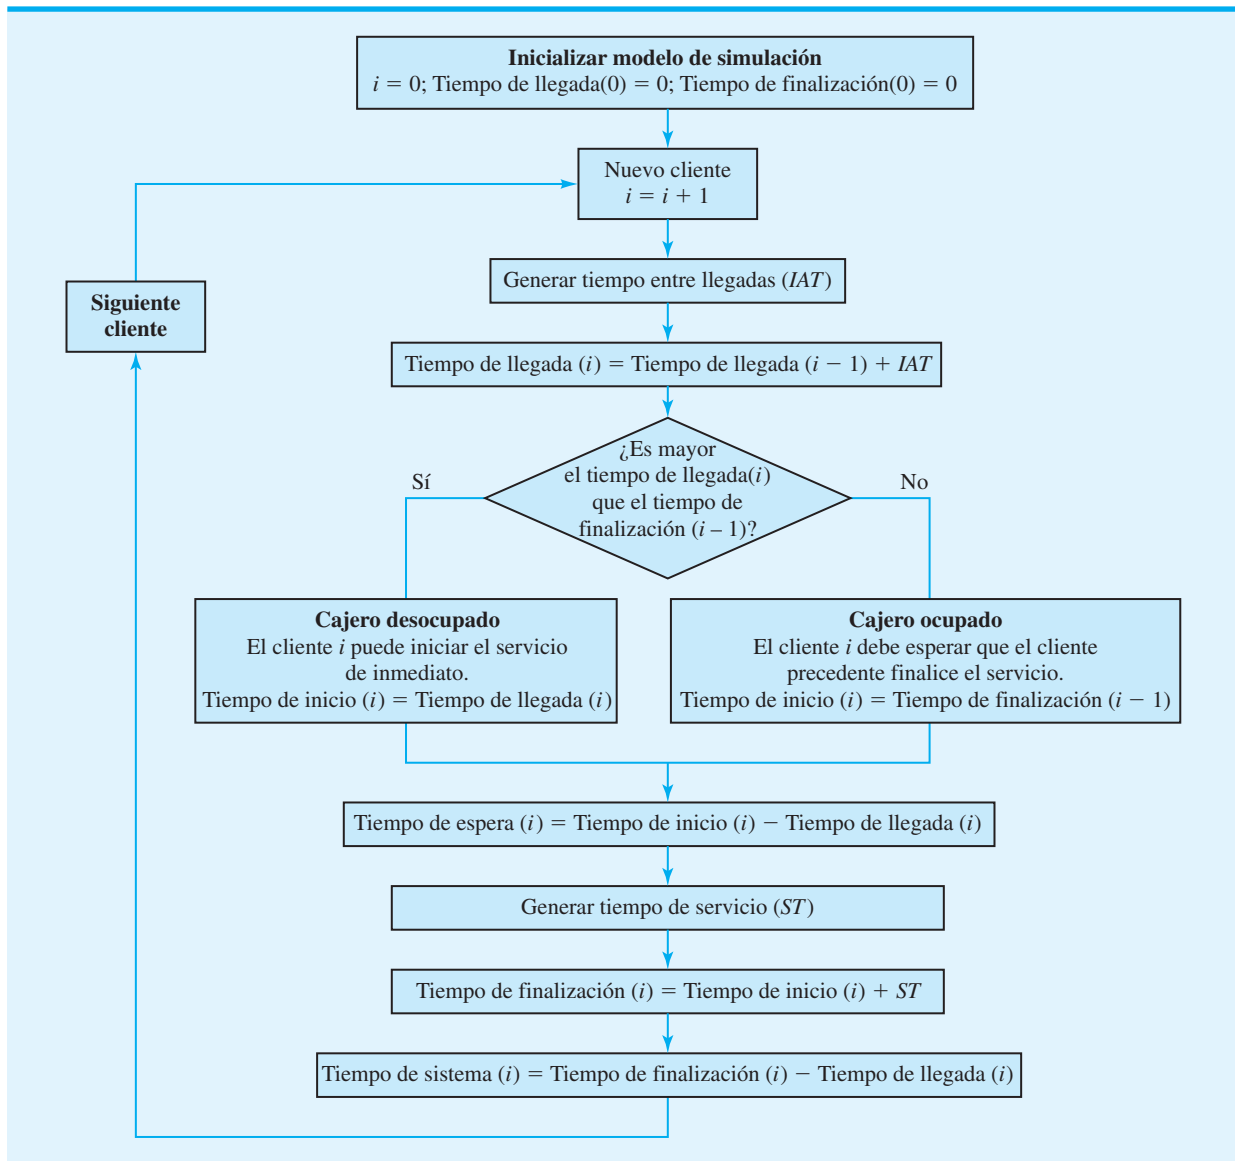 Inicializar modelo de simulación
i = 0; Tiempo de llegada(0) = 0; Tiempo de finalización(0) = 0
Nuevo cliente
i = i + 1
Generar tiempo entre llegadas (IAT)
Siguiente
cliente
Tiempo de llegada (i) = Tiempo de llegada (i − 1) + IAT
¿Es mayor
el tiempo de llegada(i)
que el tiempo de
finalización (i – 1)?
Sí
No
Cajero desocupado
El cliente i puede iniciar el servicio
de inmediato.
Tiempo de inicio (i) = Tiempo de llegada (i)
Cajero ocupado
El cliente i debe esperar que el cliente
precedente finalice el servicio.
Tiempo de inicio (i) = Tiempo de finalización (i − 1)
Tiempo de espera (i) = Tiempo de inicio (i) − Tiempo de llegada (i)
Generar tiempo de servicio (ST)
Tiempo de finalización (i) = Tiempo de inicio (i) + ST
Tiempo de sistema (i) = Tiempo de finalización (i) − Tiempo de llegada (i)